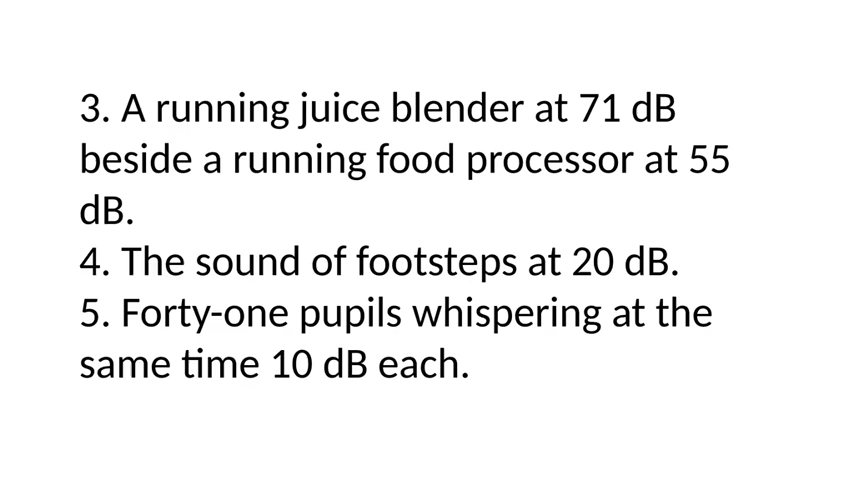 3. A running juice blender at 71 dB
beside a running food processor at 55
dB.
4. The sound of footsteps at 20 dB.
5. Forty-one pupils whispering at the
same time 10 dB each.